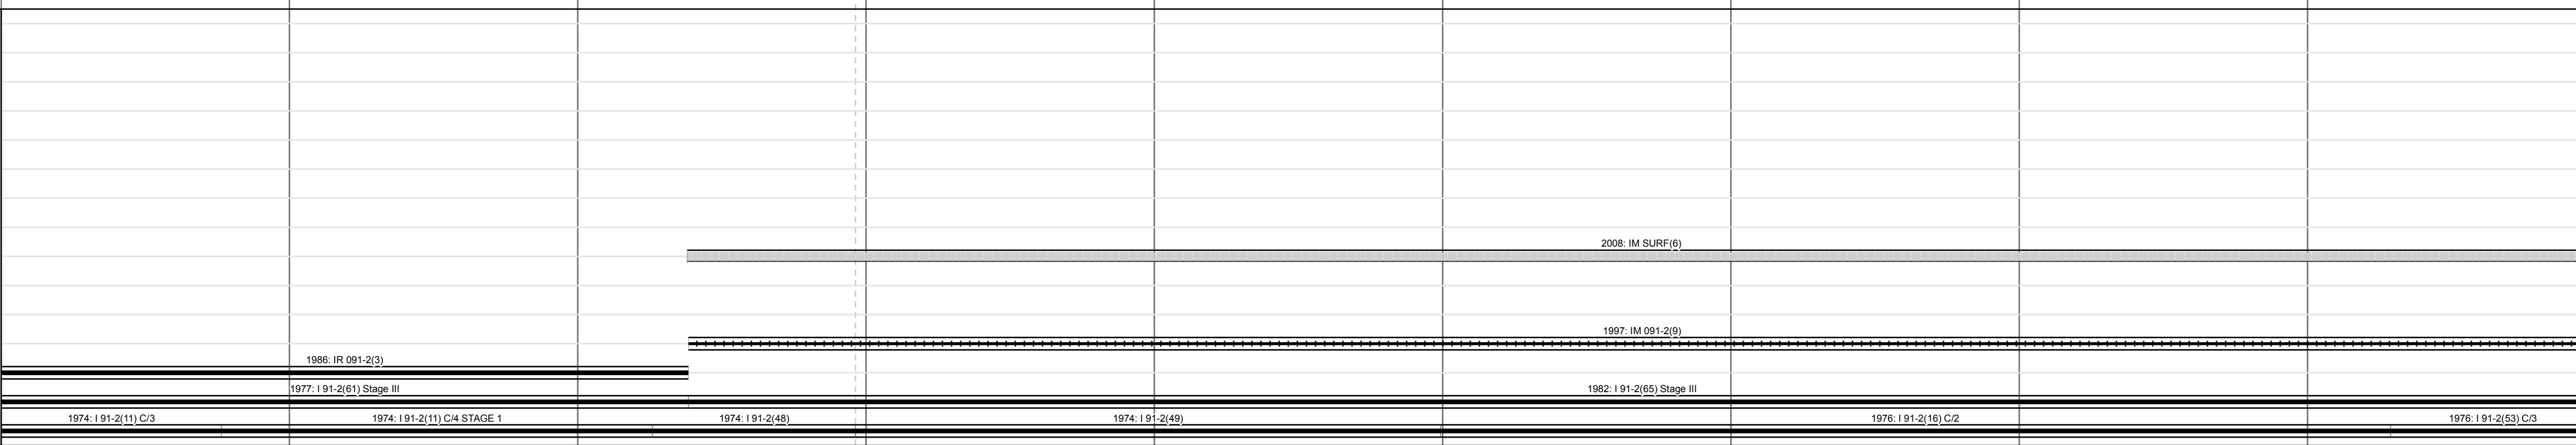 2008: IM SURF(6)
1997: IM 091-2(9)
1986: IR 091-2(3)
1977: I 91-2(61) Stage III
1982: I 91-2(65) Stage III
1974: I 91-2(11) C/3
1974: I 91-2(11) C/4 STAGE 1
1974: I 91-2(48)
1974: I 91-2(49)
1976: I 91-2(16) C/2
1976: I 91-2(53) C/3